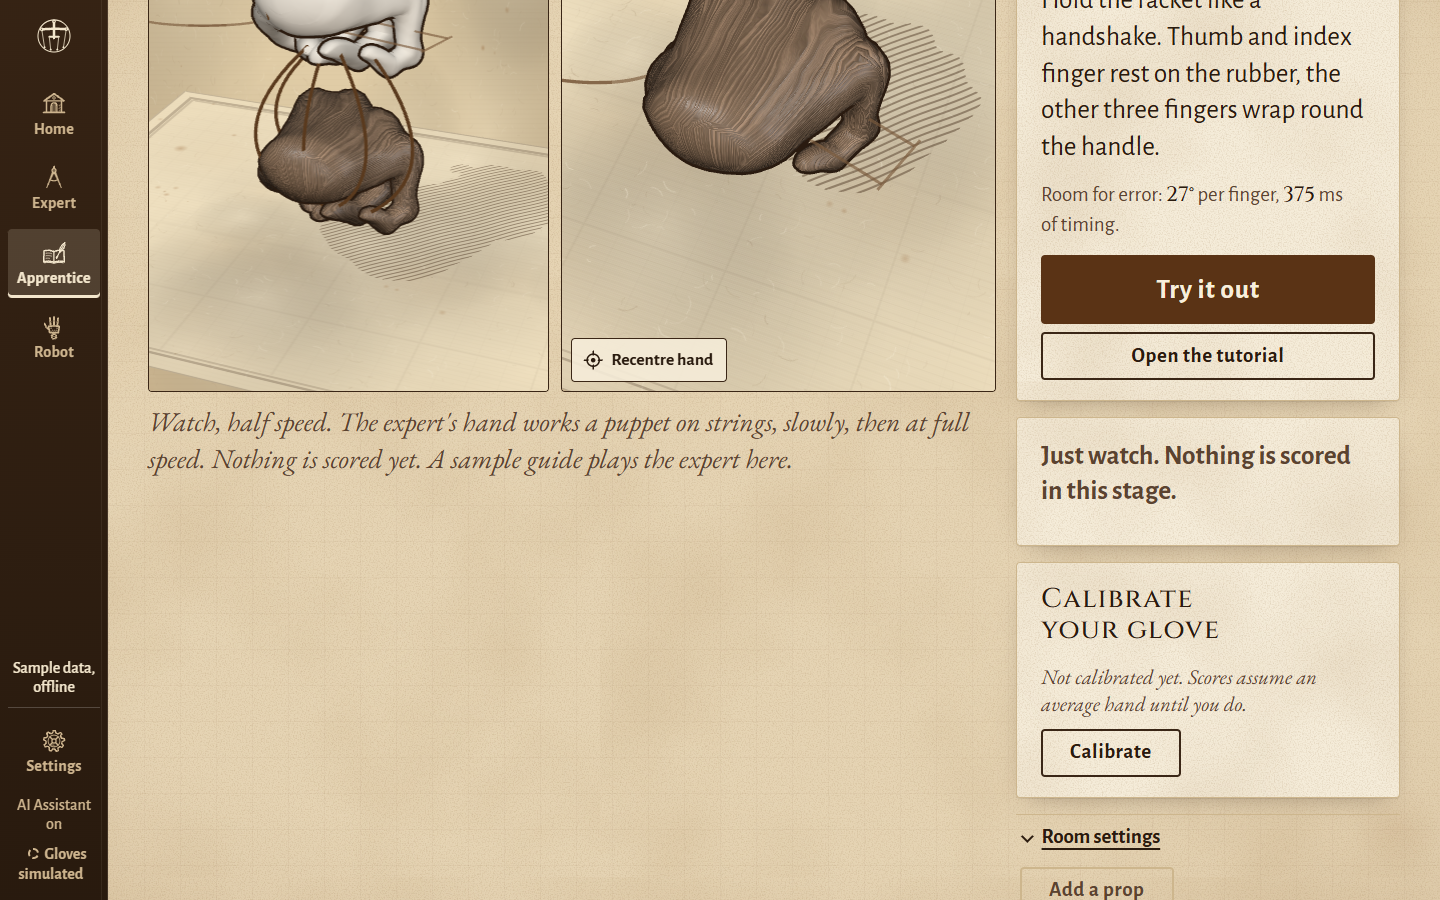 Home
Expert
Apprentice
Robot
Sample data,
offline
Settings
AI Assistant
on
Gloves
simulated
Recentre hand
Watch, half speed. The expert's hand works a puppet on strings, slowly, then at full
speed. Nothing is scored yet. A sample guide plays the expert here.
Hold the racket like a
handshake. Thumb and index
finger rest on the rubber, the
other three fingers wrap round
the handle.
Room for error: 27° per finger, 375 ms
of timing.
Try it out
Open the tutorial
Just watch. Nothing is scored
in this stage.
Calibrate
your glove
Not calibrated yet. Scores assume an
average hand until you do.
Calibrate
Room settings
Add a prop